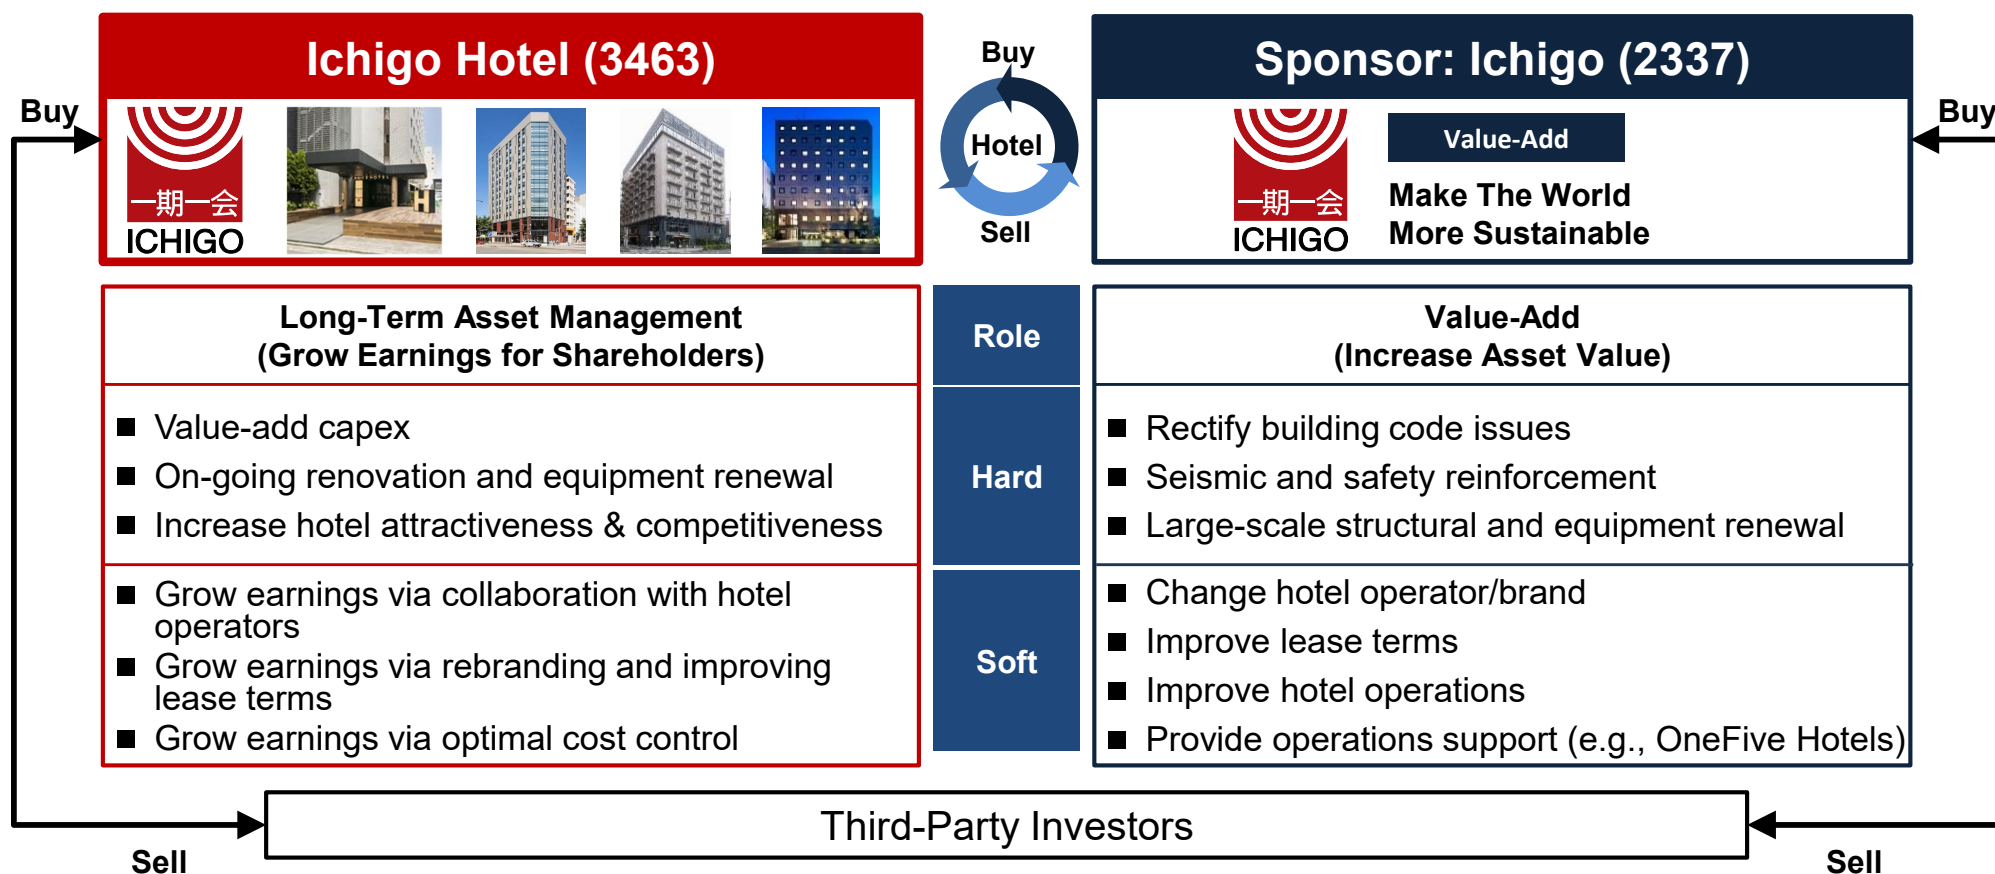 Ichigo Hotel (3463)
Buy
Sponsor: Ichigo (2337)
Buy
一期一会
ICHIGO
H
Hotel
Sell
一期一会
ICHIGO
Value-Add
Make The World
More Sustainable
Buy
Long-Term Asset Management
(Grow Earnings for Shareholders)
Role
Value-Add
(Increase Asset Value)
■ Value-add capex
■ On-going renovation and equipment renewal
■ Increase hotel attractiveness & competitiveness
Hard
■ Rectify building code issues
■ Seismic and safety reinforcement
■ Large-scale structural and equipment renewal
■ Grow earnings via collaboration with hotel
operators
■ Grow earnings via rebranding and improving
lease terms
■ Grow earnings via optimal cost control
Soft
■ Change hotel operator/brand
■ Improve lease terms
■ Improve hotel operations
■ Provide operations support (e.g., OneFive Hotels)
Third-Party Investors
Sell
Sell